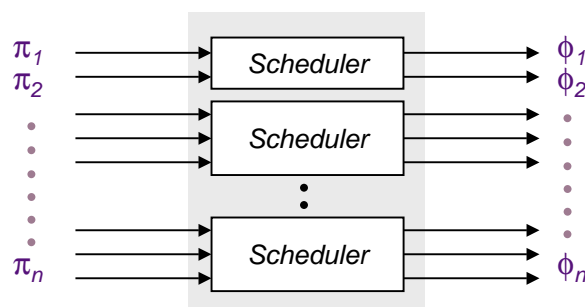 π1 Scheduler ϕ1
π2 ϕ2
Scheduler
Scheduler
πn ϕn